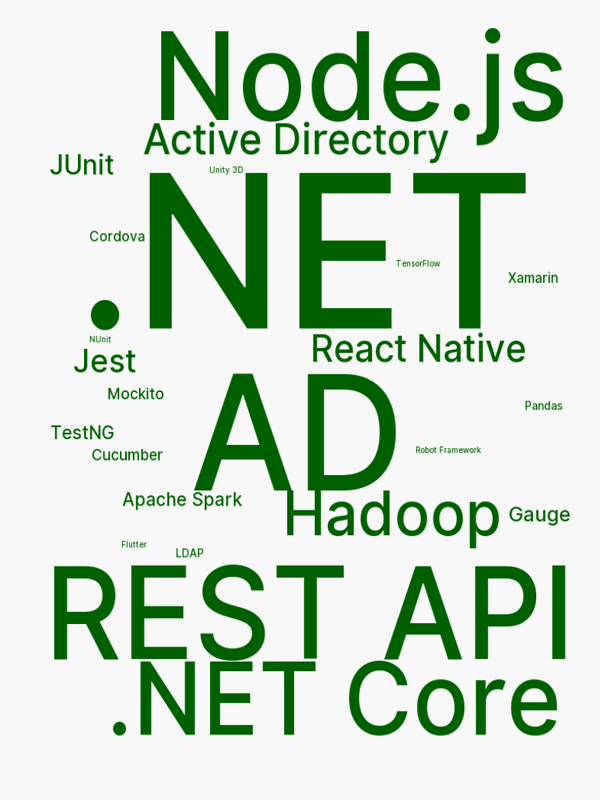 Node.js
Active Directory
JUnit
Unity 3D
.NET
Cordova
TensorFlow
Xamarin
NUnit
React Native
Jest
AD
Mockito
Pandas
TestNG
Robot Framework
Cucumber
Apache Spark
Hadoop
Gauge
Flutter
LDAP
REST API
.NET Core